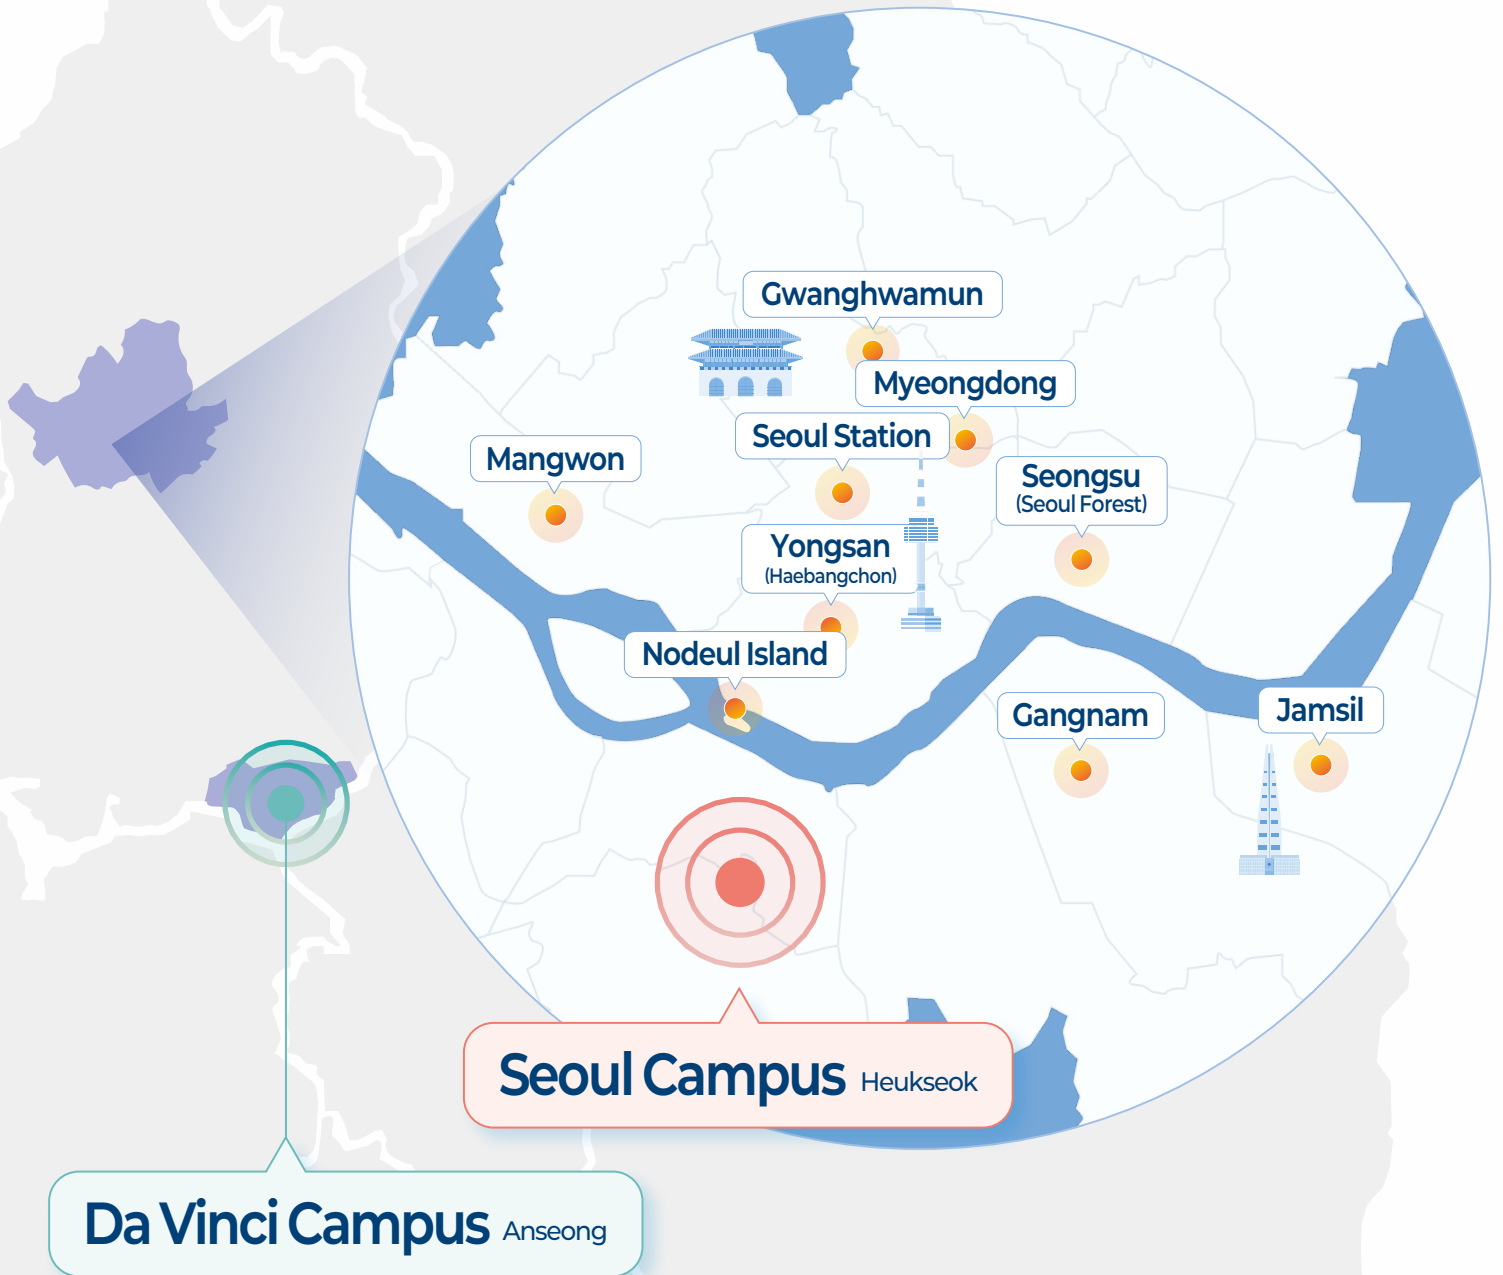 Gwanghwamun
Myeongdong
Seoul Station
Mangwon
Seongsu
(Seoul Forest)
Yongsan
(Haebangchon)
Nodeul Island
Gangnam
Jamsil
Seoul Campus Heukseok
Da Vinci Campus Anseong